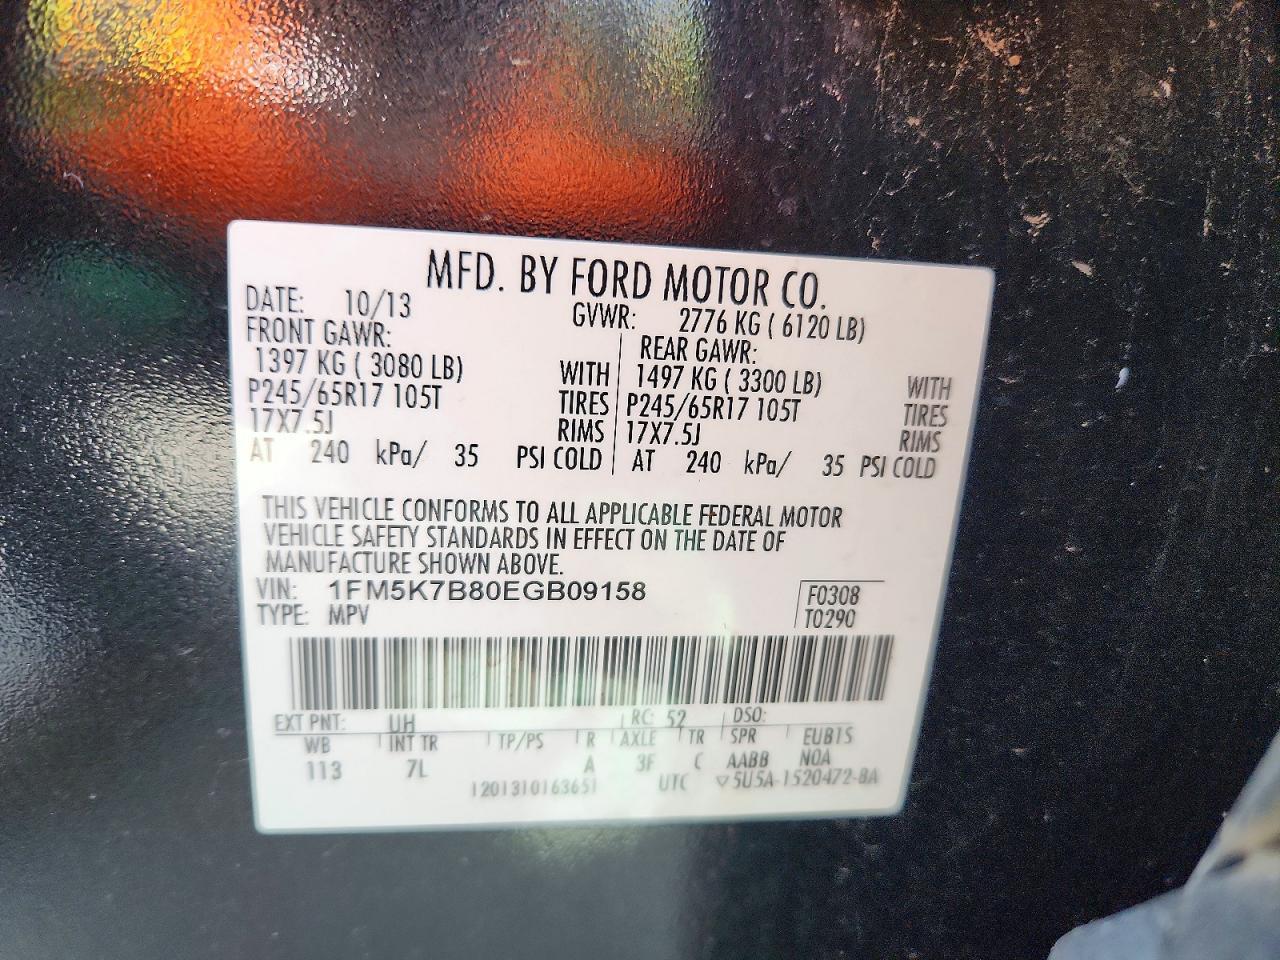 MFD. BY FORD MOTOR CO.
DATE: 10/13 GVWR: 2776 KG ( 6120 LB)
FRONT GAWR: REAR GAWR:
1397 KG ( 3080 LB) WITH 1497 KG ( 3300 LB) WITH
P245/65R17 105T TIRES P245/65R17 105T TIRES
17X7.5J RIMS 17X7.5J RIMS
AT 240 kPa/ 35 PSI COLD AT 240 kPa/ 35 PSI COLD
THIS VEHICLE CONFORMS TO ALL APPLICABLE FEDERAL MOTOR
VEHICLE SAFETY STANDARDS IN EFFECT ON THE DATE OF
MANUFACTURE SHOWN ABOVE.
VIN: 1FM5K7B80EGB09158 F0308
TYPE: MPV T0290
EXT PNT: UH RC: 52 DSO:
WB INT TR TP/PS R AXLE TR SPR EUB1S
113 7L A 3F C AABB NOA
1201310163651 UTC ▽5U5A-1520472-BA